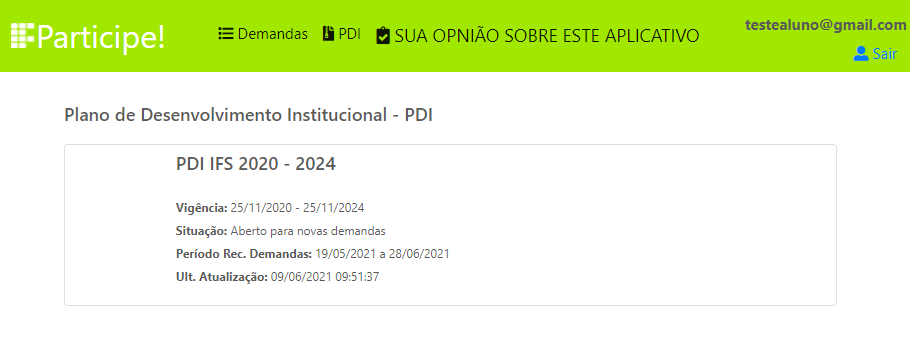 Participe!
Demandas
PDI
SUA OPNIÃO SOBRE ESTE APLICATIVO
testealuno@gmail.com
Sair
Plano de Desenvolvimento Institucional - PDI
PDI IFS 2020 - 2024
Vigência: 25/11/2020 - 25/11/2024
Situação: Aberto para novas demandas
Período Rec. Demandas: 19/05/2021 a 28/06/2021
Ult. Atualização: 09/06/2021 09:51:37